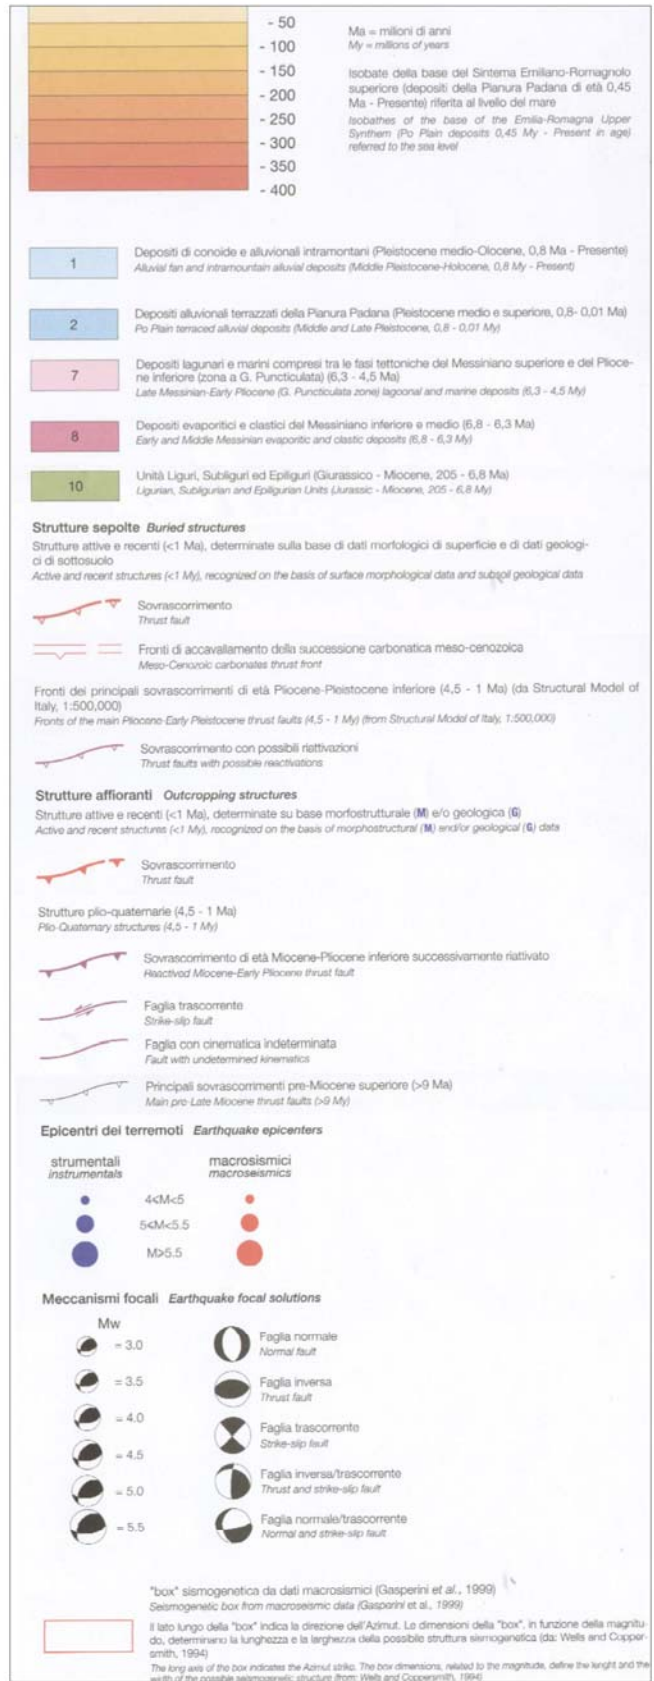 - 50
- 100
- 150
- 200
- 250
- 300
- 350
- 400
Ma = milioni di anni
My = millions of years
Isobate della base del Sintema Emiliano-Romagnolo
superiore (depositi della Pianura Padana di età 0,45
Ma - Presente) riferita al livello del mare
Isobathes of the base of the Emilia-Romagna Upper
Synthem (Po Plain deposits 0,45 My - Present in age)
referred to the sea level
1
Depositi di conoide e alluvionali intramontani (Pleistocene medio-Olocene, 0,8 Ma - Presente)
Alluvial fan and intramountain alluvial deposits (Middle Pleistocene-Holocene, 0,8 My - Present)
2
Depositi alluvionali terrazzati della Pianura Padana (Pleistocene medio e superiore, 0,8- 0,01 Ma)
Po Plain terraced alluvial deposits (Middle and Late Pleistocene, 0,8 - 0,01 My)
7
Depositi lagunari e marini compresi tra le fasi tettoniche del Messiniano superiore e del Plioce-
ne inferiore (zona a G. Puncticulata) (6,3 - 4,5 Ma)
Late Messinian-Early Pliocene (G. Puncticulata zone) lagoonal and marine deposits (6,3 - 4,5 My)
8
Depositi evaporitici e clastici del Messiniano inferiore e medio (6,8 - 6,3 Ma)
Early and Middle Messinian evaporitic and clastic deposits (6,8 - 6,3 My)
10
Unità Liguri, Subliguri ed Epiliguri (Giurassico - Miocene, 205 - 6,8 Ma)
Ligurian, Subligurian and Epiligurian Units (Jurassic - Miocene, 205 - 6,8 My)
Strutture sepolte Buried structures
Strutture attive e recenti (<1 Ma), determinate sulla base di dati morfologici di superficie e di dati geologi-
ci di sottosuolo
Active and recent structures (<1 My), recognized on the basis of surface morphological data and subsoil geological data
Sovrascorrimento
Thrust fault
Fronti di accavallamento della successione carbonatica meso-cenozoica
Meso-Cenozoic carbonates thrust front
Fronti dei principali sovrascorrimenti di età Pliocene-Pleistocene inferiore (4,5 - 1 Ma) (da Structural Model of
Italy, 1:500,000)
Fronts of the main Pliocene-Early Pleistocene thrust faults (4,5 - 1 My) (from Structural Model of Italy, 1:500,000)
Sovrascorrimento con possibili riattivazioni
Thrust faults with possible reactivations
Strutture affioranti Outcropping structures
Strutture attive e recenti (<1 Ma), determinate su base morfostrutturale (M) e/o geologica (G)
Active and recent structures (<1 My), recognized on the basis of morphostructural (M) and/or geological (G) data
Sovrascorrimento
Thrust fault
Strutture plio-quaternarie (4,5 - 1 Ma)
Plio-Quaternary structures (4,5 - 1 My)
Sovrascorrimento di età Miocene-Pliocene inferiore successivamente riattivato
Reactived Miocene-Early Pliocene thrust fault
Faglia trascorrente
Strike-slip fault
Faglia con cinematica indeterminata
Fault with undetermined kinematics
Principali sovrascorrimenti pre-Miocene superiore (>9 Ma)
Main pre-Late Miocene thrust faults (>9 My)
Epicentri dei terremoti Earthquake epicenters
strumentali macrosismici
instrumentals macroseismics
4<M<5
5<M<5.5
M>5.5
Meccanismi focali Earthquake focal solutions
Mw
= 3.0
= 3.5
= 4.0
= 4.5
= 5.0
= 5.5
Faglia normale
Normal fault
Faglia inversa
Thrust fault
Faglia trascorrente
Strike-slip fault
Faglia inversa/trascorrente
Thrust and strike-slip fault
Faglia normale/trascorrente
Normal and strike-slip fault
"box" sismogenetica da dati macrosismici (Gasperini et al., 1999)
Seismogenetic box from macroseismic data (Gasparini et al., 1999)
Il lato lungo della "box" indica la direzione dell'Azimut. Le dimensioni della "box", in funzione della magnitu-
do, determinano la lunghezza e la larghezza della possibile struttura sismogenetica (da: Wells and Copper-
smith, 1994)
The long axis of the box indicates the Azimut strike. The box dimensions, related to the magnitude, define the lenght and the
width of the possible seismogenetic structure (from: Wells and Coppersmith, 1994)